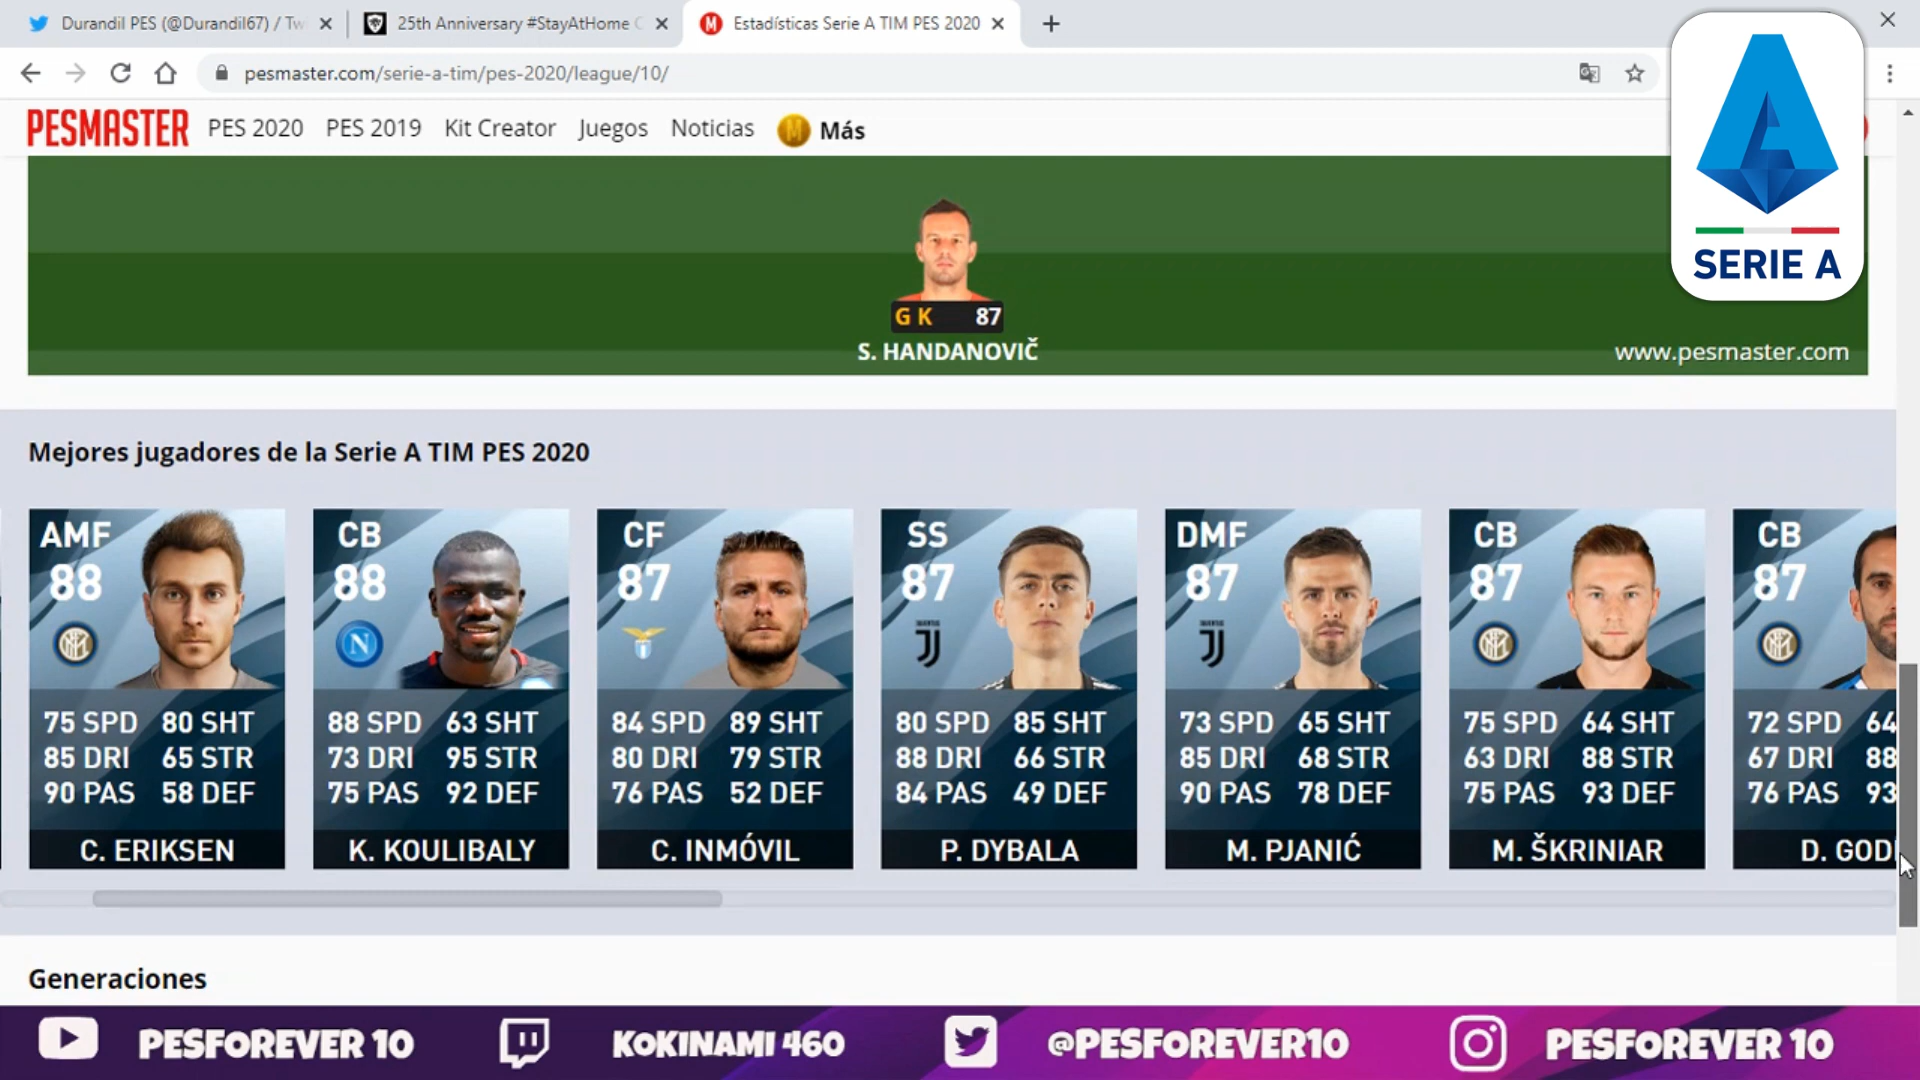 Durandil PES (@Durandil67) / Tw
25th Anniversary #StayAtHome C
Estadísticas Serie A TIM PES 2020
pesmaster.com/serie-a-tim/pes-2020/league/10/
PESMASTER
PES 2020
PES 2019
Kit Creator
Juegos
Noticias
M
Más
SERIE A
GK 87
S. HANDANOVIČ
www.pesmaster.com
Mejores jugadores de la Serie A TIM PES 2020
AMF
88
75 SPD 80 SHT
85 DRI 65 STR
90 PAS 58 DEF
C. ERIKSEN
CB
88
N
88 SPD 63 SHT
73 DRI 95 STR
75 PAS 92 DEF
K. KOULIBALY
CF
87
84 SPD 89 SHT
80 DRI 79 STR
76 PAS 52 DEF
C. INMÓVIL
SS
87
80 SPD 85 SHT
88 DRI 66 STR
84 PAS 49 DEF
P. DYBALA
DMF
87
73 SPD 65 SHT
85 DRI 68 STR
90 PAS 78 DEF
M. PJANIĆ
CB
87
75 SPD 64 SHT
63 DRI 88 STR
75 PAS 93 DEF
M. ŠKRINIAR
CB
87
72 SPD 64
67 DRI 88
76 PAS 93
D. GOD
Generaciones
PESFOREVER 10
KOKINAMI 460
@PESFOREVER10
PESFOREVER 10